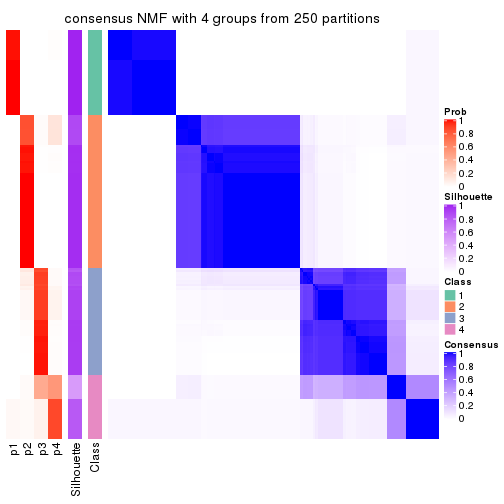 consensus NMF with 4 groups from 250 partitions
Prob
1
0.8
0.6
0.4
0.2
0
Silhouette
1
0.8
0.6
0.4
0.2
0
Class
1
2
3
4
Consensus
1
0.8
0.6
0.4
0.2
0
p1
p2
p3
p4
Silhouette
Class